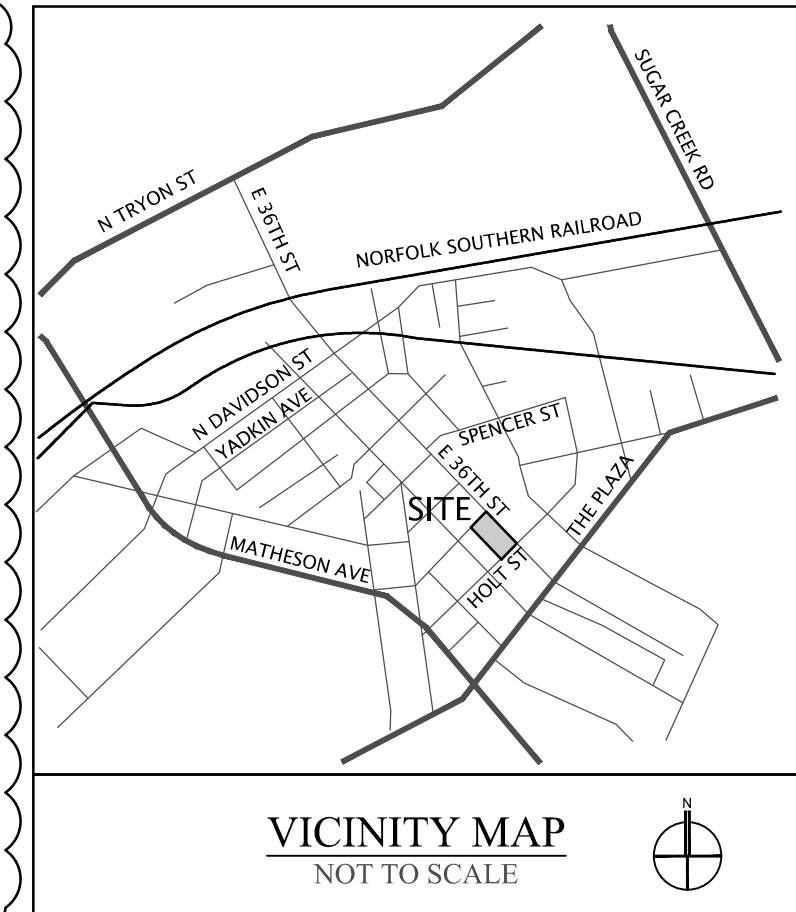 SUGAR CREEK RD
N TRYON ST
E 36TH ST
NORFOLK SOUTHERN RAILROAD
N DAVIDSON ST
YADKIN AVE
SPENCER ST
E 36TH ST
THE PLAZA
SITE
MATHESON AVE
HOLT ST
VICINITY MAP
NOT TO SCALE
N